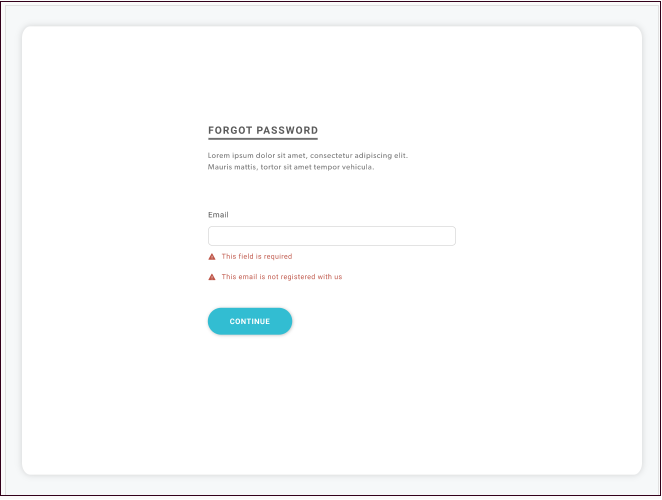 FORGOT PASSWORD
Lorem ipsum dolor sit amet, consectetur adipiscing elit.
Mauris mattis, tortor sit amet tempor vehicula.
Email
This field is required
This email is not registered with us
CONTINUE